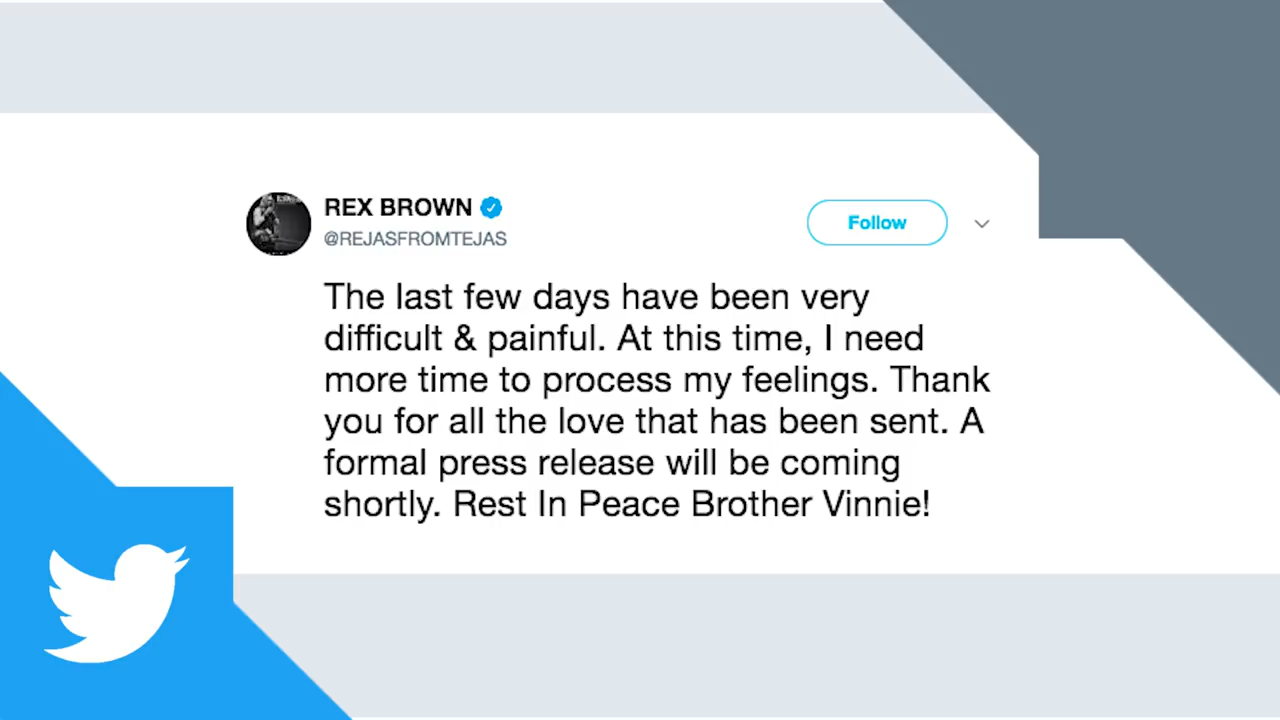 REX BROWN
@REJASFROMTEJAS
Follow
The last few days have been very
difficult & painful. At this time, I need
more time to process my feelings. Thank
you for all the love that has been sent. A
formal press release will be coming
shortly. Rest In Peace Brother Vinnie!